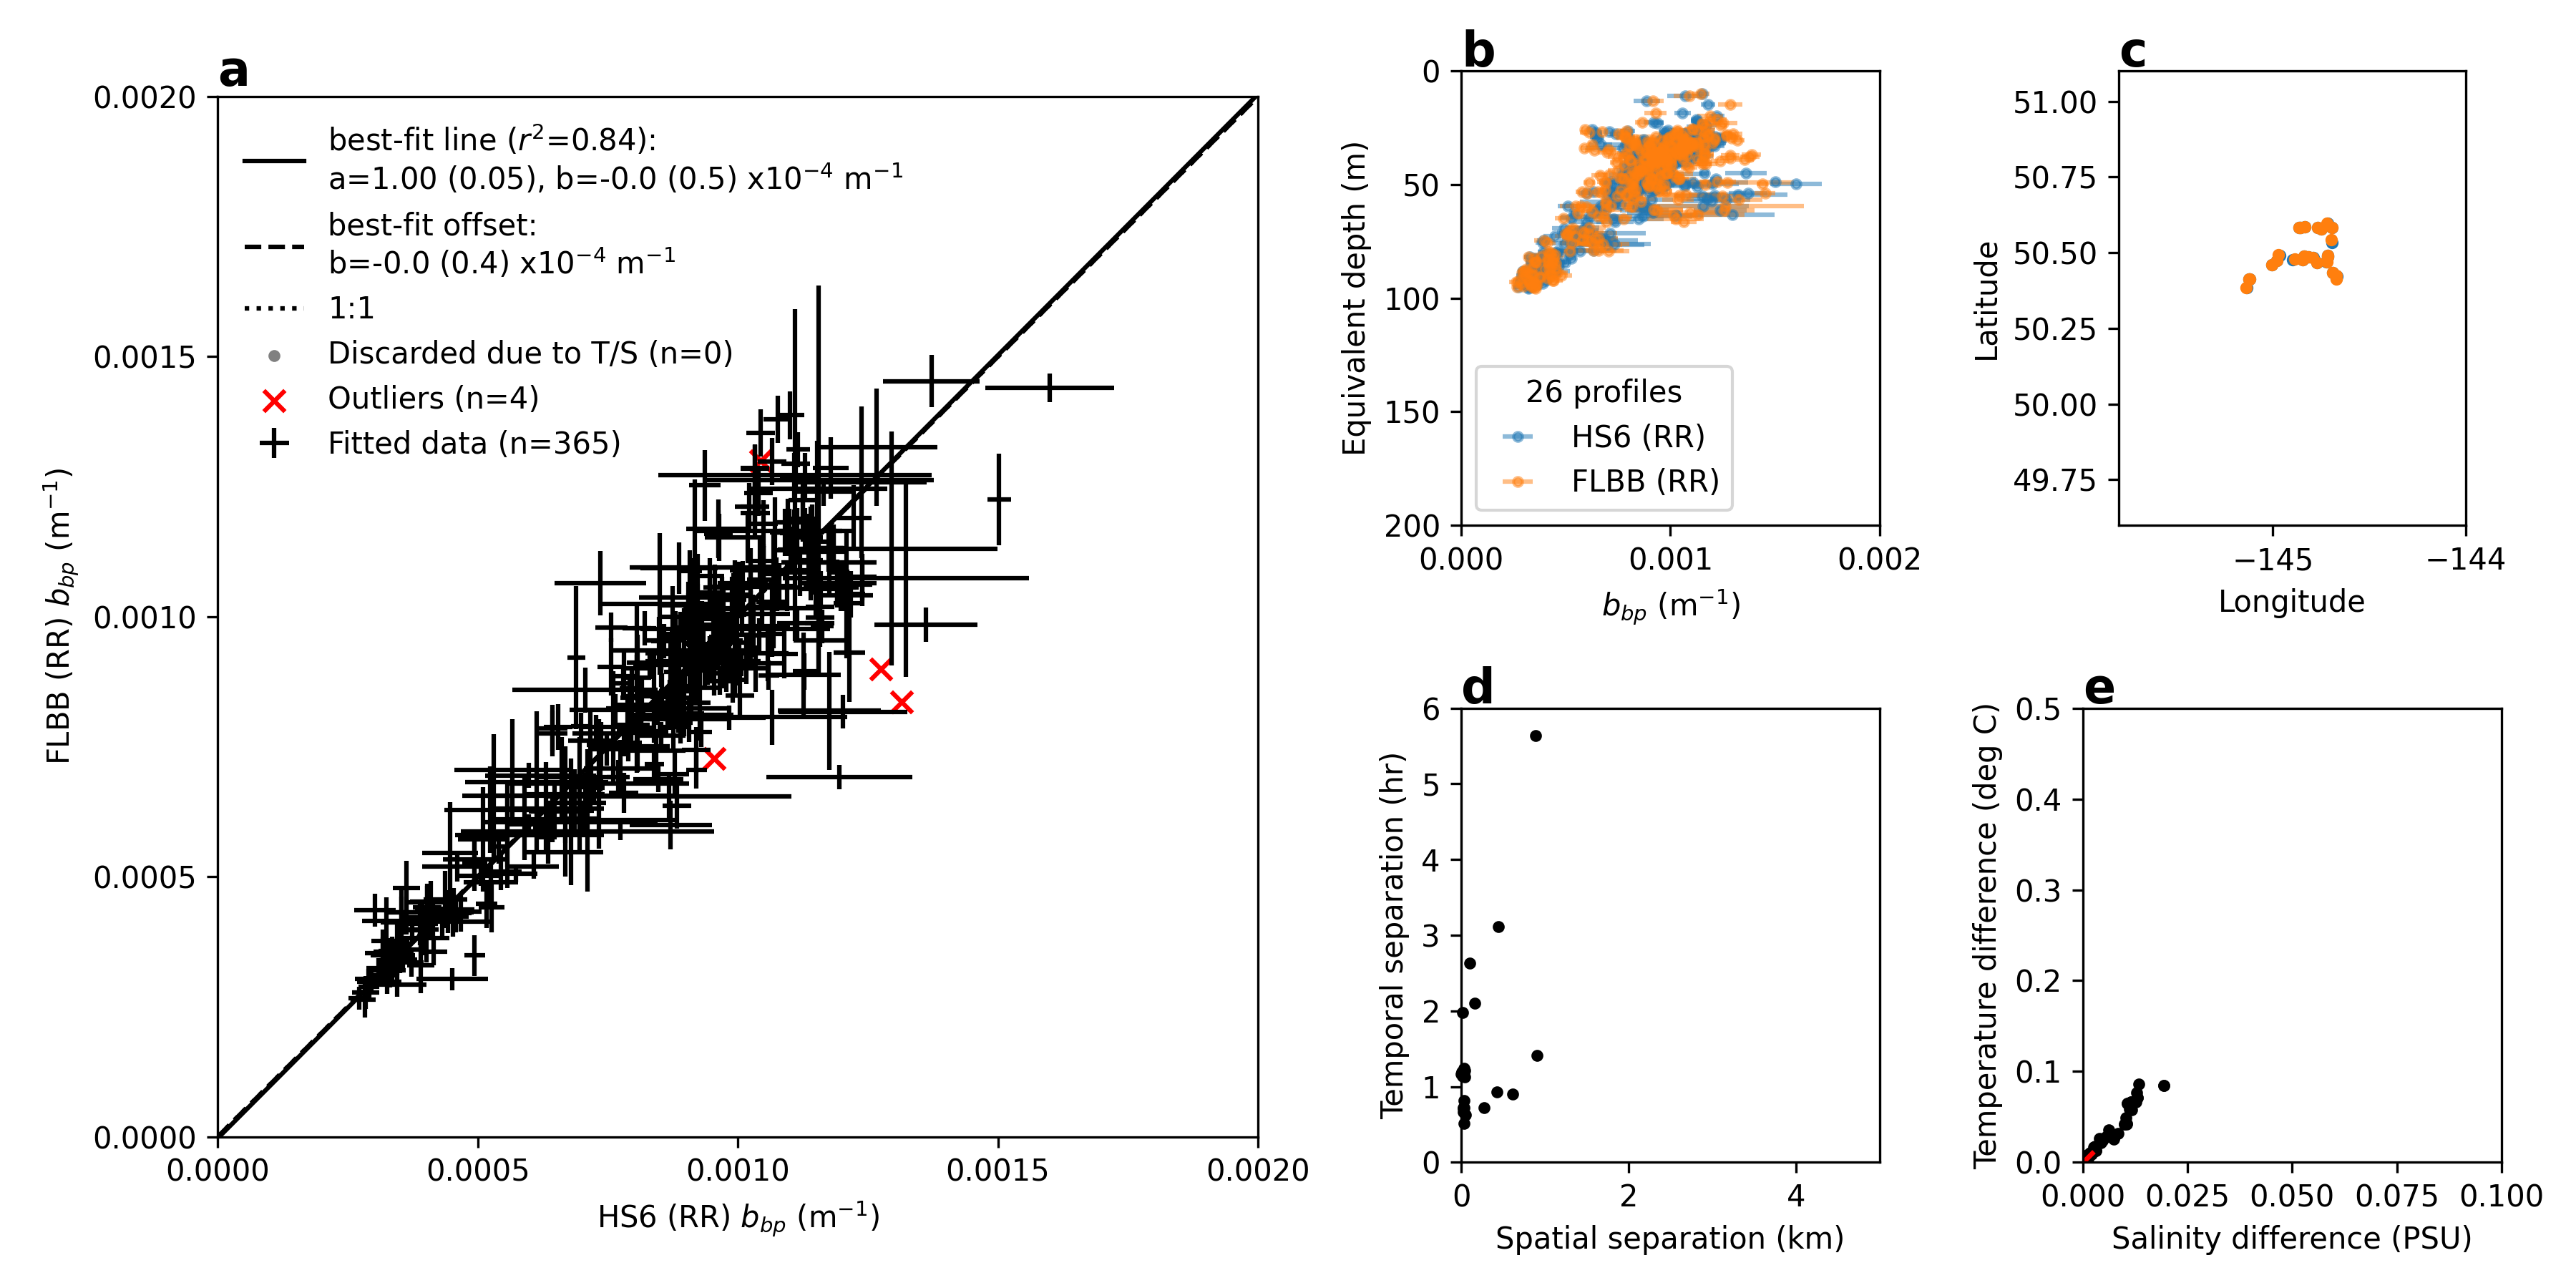 a
0.0020
0.0015
0.0010
0.0005
0.0000
FLBB (RR) b_bp (m⁻¹)
best-fit line (r²=0.84):
a=1.00 (0.05), b=-0.0 (0.5) x10⁻⁴ m⁻¹
best-fit offset:
b=-0.0 (0.4) x10⁻⁴ m⁻¹
1:1
Discarded due to T/S (n=0)
Outliers (n=4)
Fitted data (n=365)
0.0000 0.0005 0.0010 0.0015 0.0020
HS6 (RR) b_bp (m⁻¹)
b
0
50
100
150
200
Equivalent depth (m)
26 profiles
HS6 (RR)
FLBB (RR)
0.000 0.001 0.002
b_bp (m⁻¹)
c
51.00
50.75
50.50
50.25
50.00
49.75
Latitude
−145 −144
Longitude
d
6
5
4
3
2
1
0
Temporal separation (hr)
0 2 4
Spatial separation (km)
e
0.5
0.4
0.3
0.2
0.1
0.0
Temperature difference (deg C)
0.000 0.025 0.050 0.075 0.100
Salinity difference (PSU)